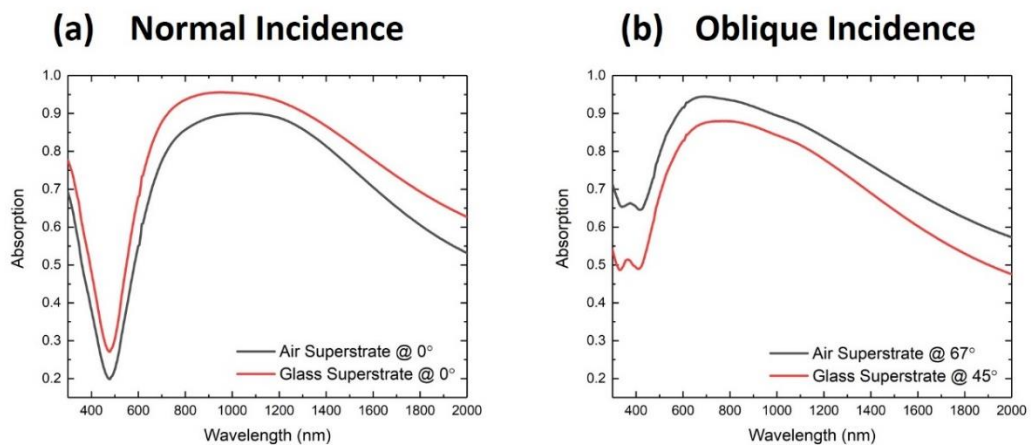 (a) Normal Incidence
1.0
0.9
0.8
0.7
0.6
0.5
0.4
0.3
0.2
Absorption
Air Superstrate @ 0°
Glass Superstrate @ 0°
400 600 800 1000 1200 1400 1600 1800 2000
Wavelength (nm)
(b) Oblique Incidence
1.0
0.9
0.8
0.7
0.6
0.5
0.4
0.3
0.2
Absorption
Air Superstrate @ 67°
Glass Superstrate @ 45°
400 600 800 1000 1200 1400 1600 1800 2000
Wavelength (nm)